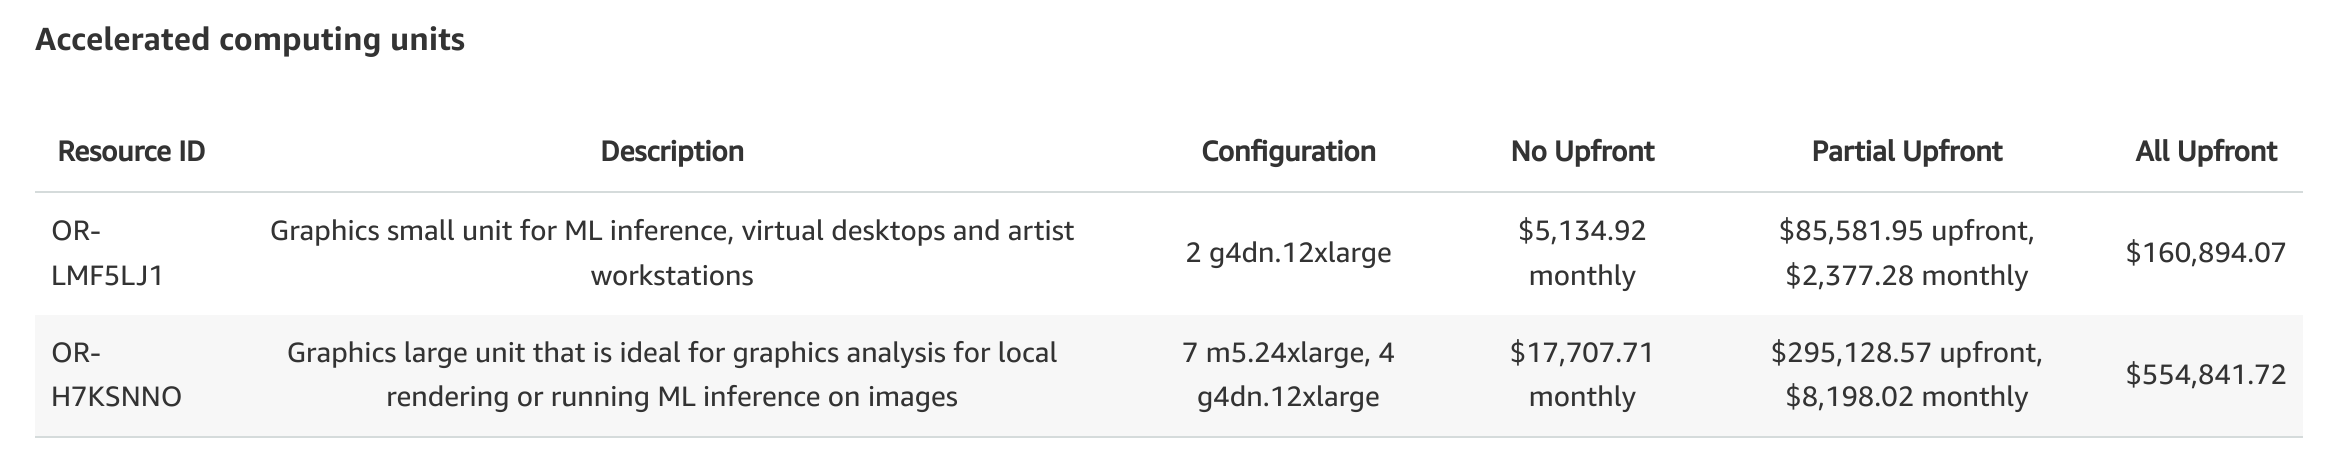 Accelerated computing units
Resource ID Description Configuration No Upfront Partial Upfront All Upfront
OR-
LMF5LJ1
Graphics small unit for ML inference, virtual desktops and artist
workstations
2 g4dn.12xlarge
$5,134.92
monthly
$85,581.95 upfront,
$2,377.28 monthly
$160,894.07
OR-
H7KSNNO
Graphics large unit that is ideal for graphics analysis for local
rendering or running ML inference on images
7 m5.24xlarge, 4
g4dn.12xlarge
$17,707.71
monthly
$295,128.57 upfront,
$8,198.02 monthly
$554,841.72